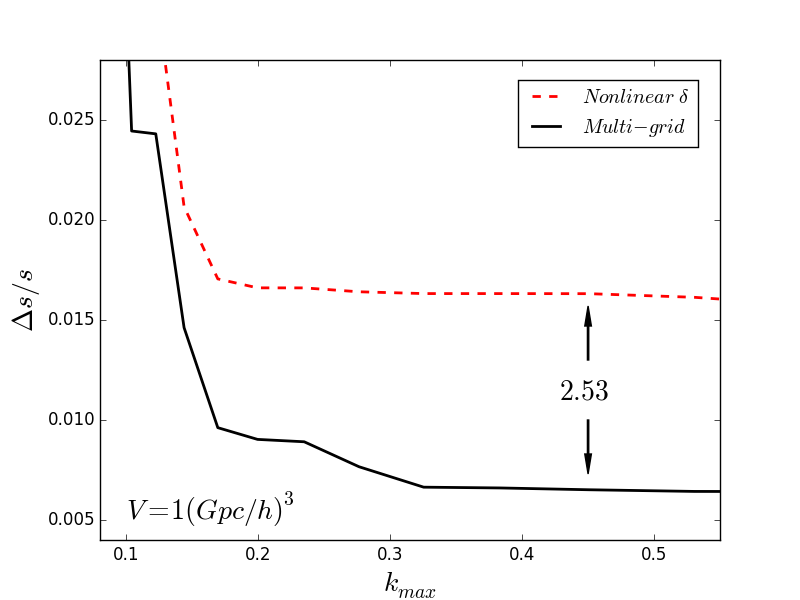 Nonlinear δ
Multi−grid
0.025
0.020
0.015
0.010
0.005
Δs/s
2.53
V=1(Gpc/h)³
0.1 0.2 0.3 0.4 0.5
k_max